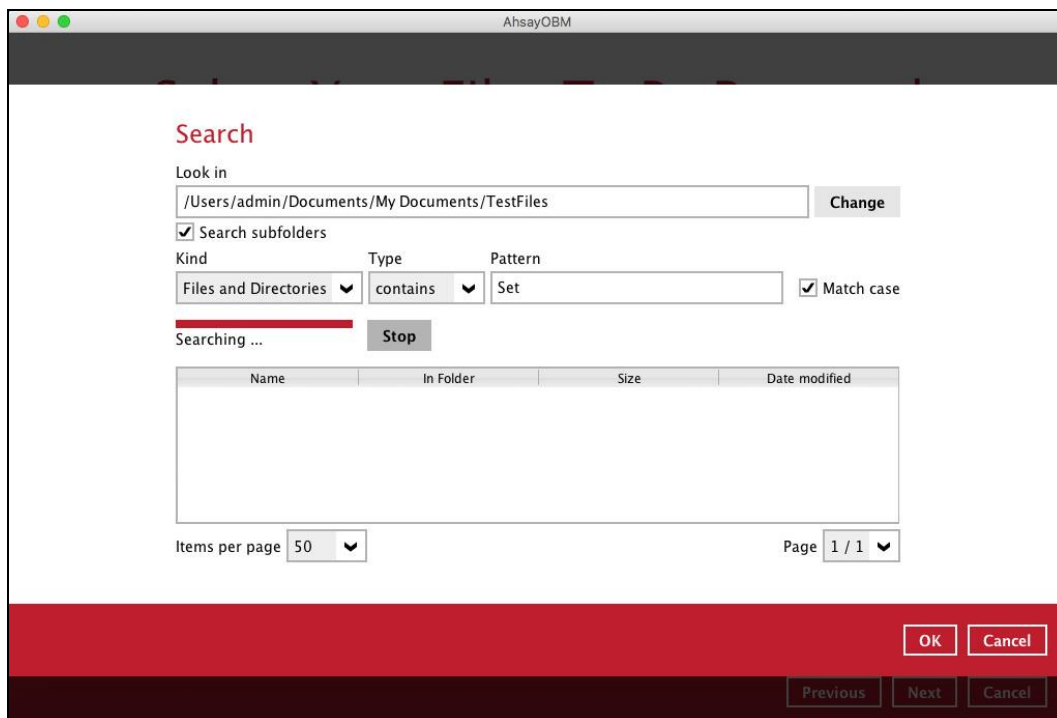 AhsayOBM
Search
Look in
/Users/admin/Documents/My Documents/TestFiles
Change
Search subfolders
Kind Type Pattern
Files and Directories contains Set Match case
Searching ... Stop
Name In Folder Size Date modified
Items per page 50 Page 1 / 1
OK Cancel
Previous Next Cancel